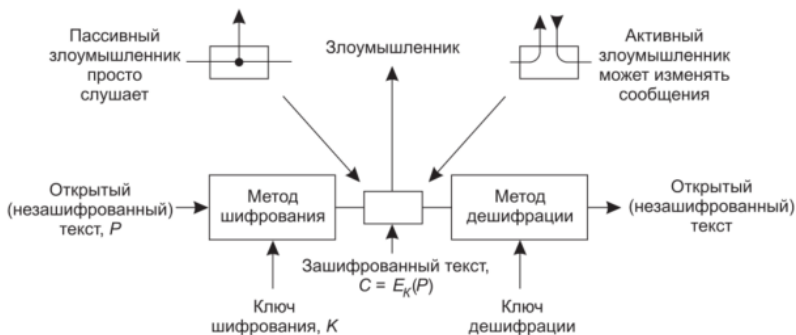 Пассивный
злоумышленник
просто
слушает
Злоумышленник
Активный
злоумышленник
может изменять
сообщения
Открытый
(незашифрованный)
текст, P
Метод
шифрования
Метод
дешифрации
Открытый
(незашифрованный)
текст
Зашифрованный текст,
C = E_K(P)
Ключ
шифрования, K
Ключ
дешифрации